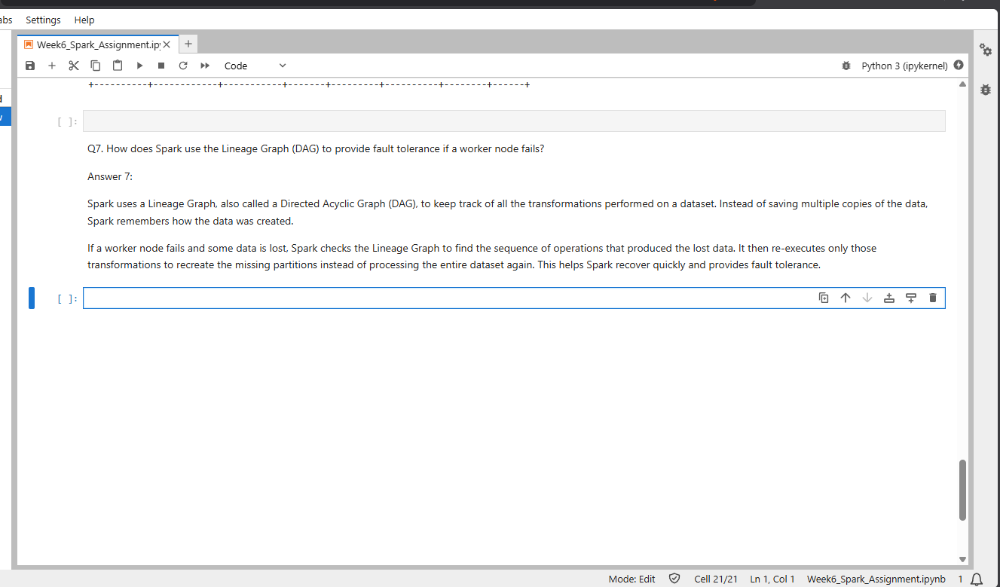 abs Settings Help
Week6_Spark_Assignment.ipy
Code Python 3 (ipykernel)
+----------+------------+-----------+-------+---------+----------+--------+------+
[ ]:
Q7. How does Spark use the Lineage Graph (DAG) to provide fault tolerance if a worker node fails?
Answer 7:
Spark uses a Lineage Graph, also called a Directed Acyclic Graph (DAG), to keep track of all the transformations performed on a dataset. Instead of saving multiple copies of the data,
Spark remembers how the data was created.
If a worker node fails and some data is lost, Spark checks the Lineage Graph to find the sequence of operations that produced the lost data. It then re-executes only those
transformations to recreate the missing partitions instead of processing the entire dataset again. This helps Spark recover quickly and provides fault tolerance.
[ ]:
Mode: Edit Cell 21/21 Ln 1, Col 1 Week6_Spark_Assignment.ipynb 1